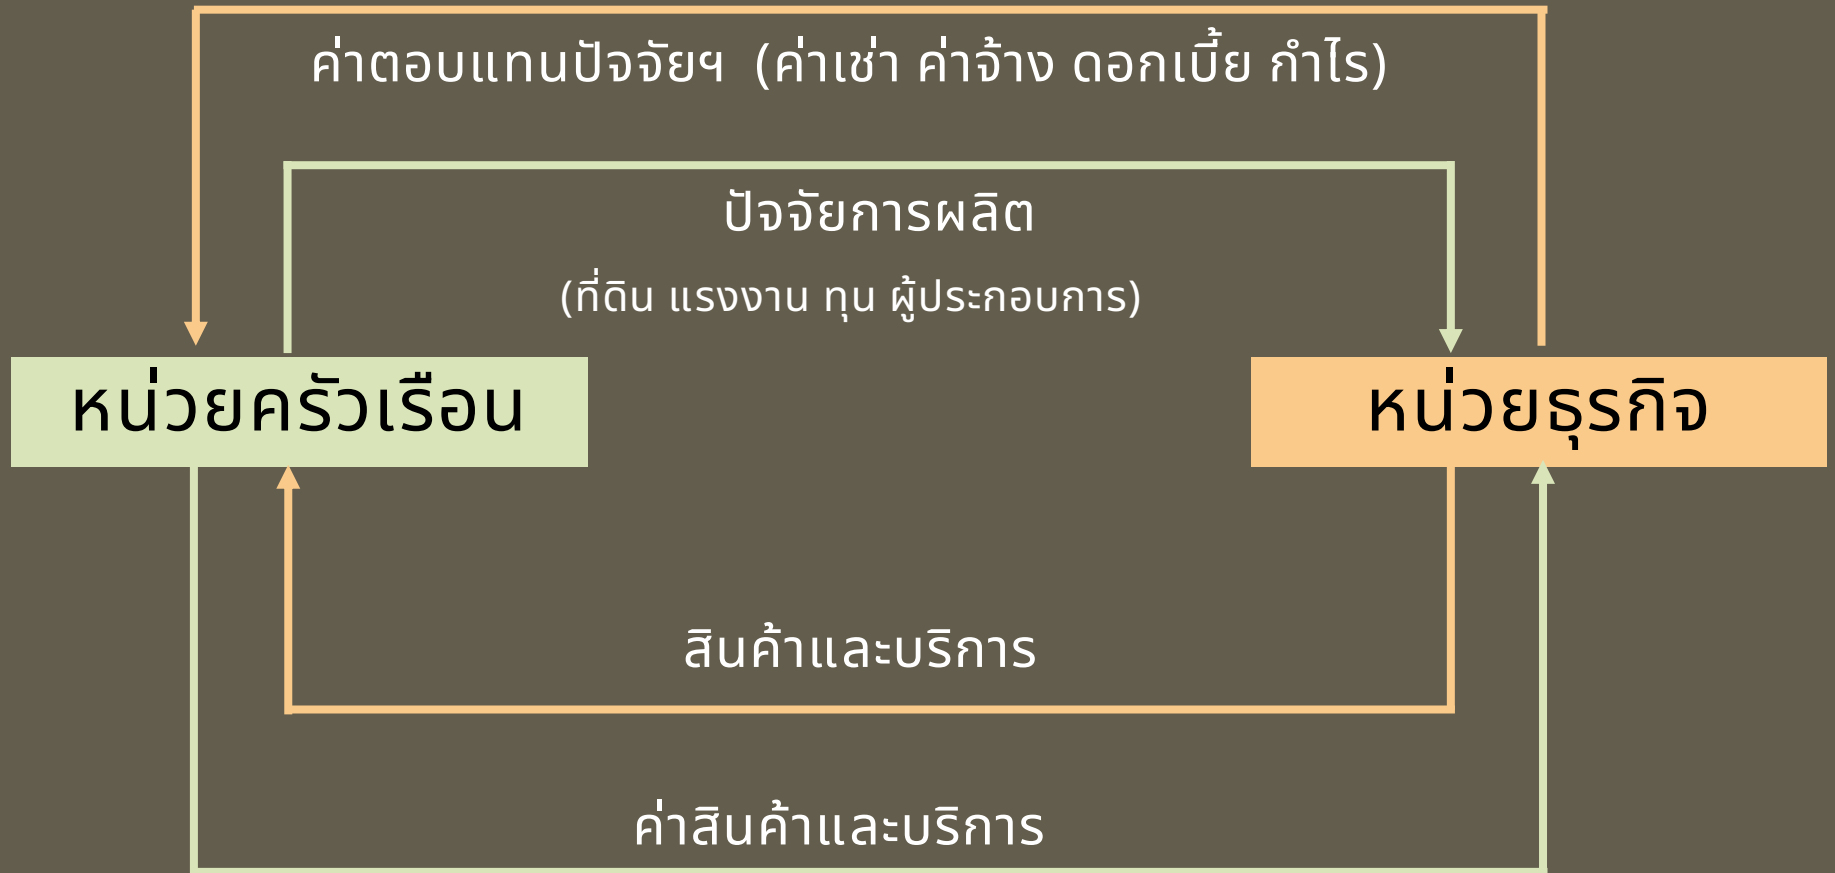 ค่าตอบแทนปัจจัยฯ (ค่าเช่า ค่าจ้าง ดอกเบี้ย กำไร)
ปัจจัยการผลิต
(ที่ดิน แรงงาน ทุน ผู้ประกอบการ)
หน่วยครัวเรือน
หน่วยธุรกิจ
สินค้าและบริการ
ค่าสินค้าและบริการ